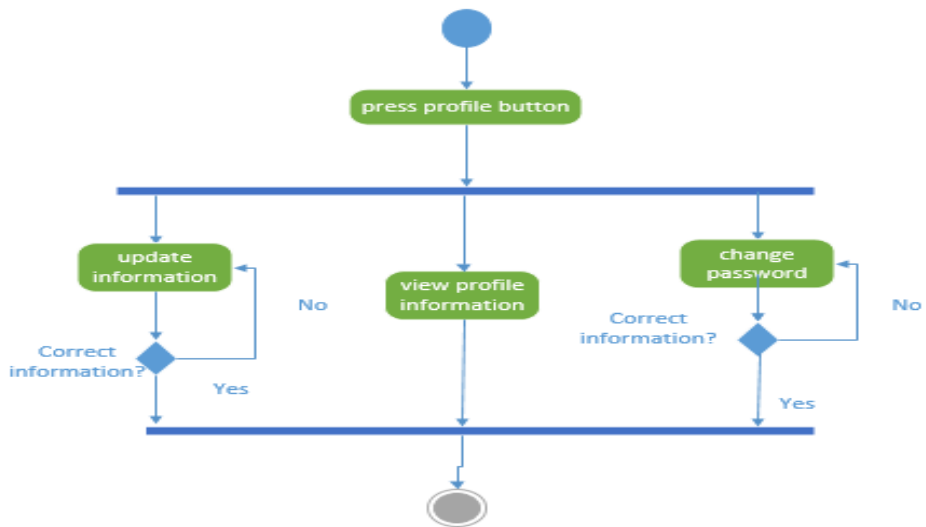 press profile button
update
information
No
Correct
information?
Yes
view profile
information
change
password
No
Correct
information?
Yes